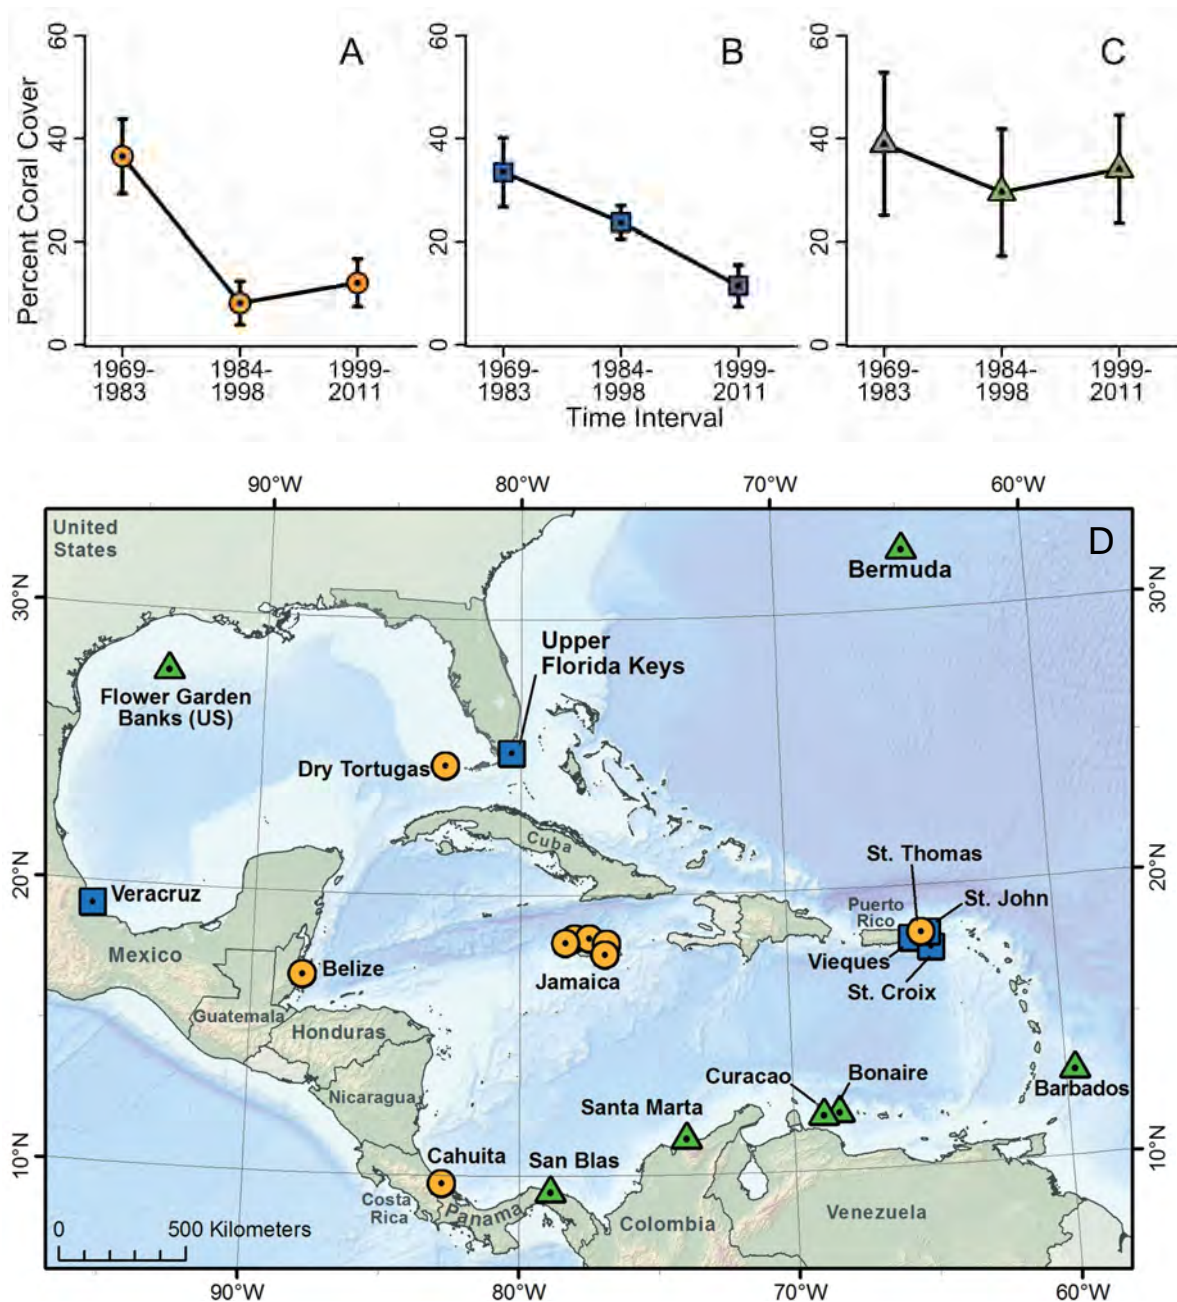 A
B
C
Percent Coral Cover
60
40
20
0
60
40
20
0
60
40
20
0
1969-
1983
1984-
1998
1999-
2011
1969-
1983
1984-
1998
1999-
2011
1969-
1983
1984-
1998
1999-
2011
Time Interval
90°W
80°W
70°W
60°W
United
States
D
Bermuda
30°N
30°N
Upper
Florida Keys
Flower Garden
Banks (US)
Dry Tortugas
Cuba
St. Thomas
20°N
20°N
Veracruz
St. John
Puerto
Rico
Mexico
Vieques
Belize
Jamaica
St. Croix
Guatemala
Honduras
Curacao
Bonaire
Barbados
Nicaragua
Santa Marta
10°N
10°N
Cahuita
San Blas
Costa
Rica
Panama
Colombia
Venezuela
0
500 Kilometers
90°W
80°W
70°W
60°W